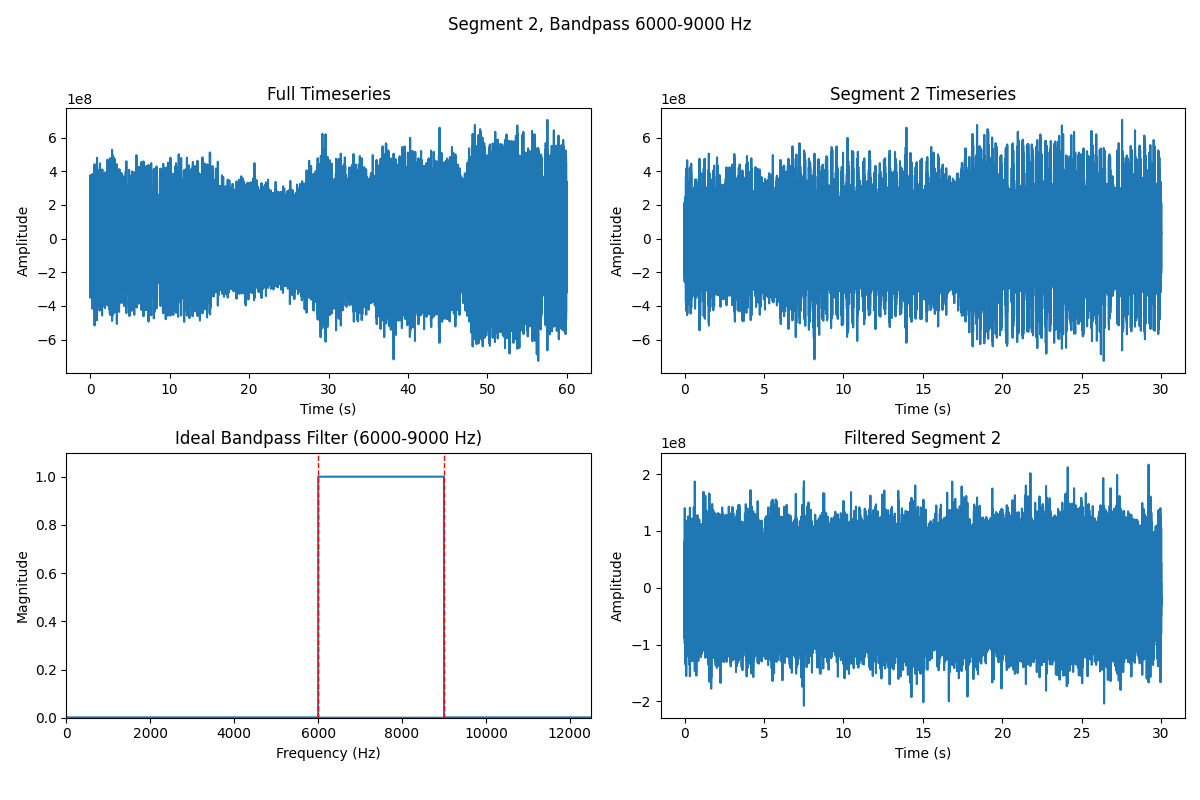 Segment 2, Bandpass 6000-9000 Hz
Full Timeseries
1e8
6
4
2
0
−2
−4
−6
Amplitude
0 10 20 30 40 50 60
Time (s)
Segment 2 Timeseries
1e8
6
4
2
0
−2
−4
−6
Amplitude
0 5 10 15 20 25 30
Time (s)
Ideal Bandpass Filter (6000-9000 Hz)
1.0
0.8
0.6
0.4
0.2
0.0
Magnitude
0 2000 4000 6000 8000 10000 12000
Frequency (Hz)
Filtered Segment 2
1e8
2
1
0
−1
−2
Amplitude
0 5 10 15 20 25 30
Time (s)